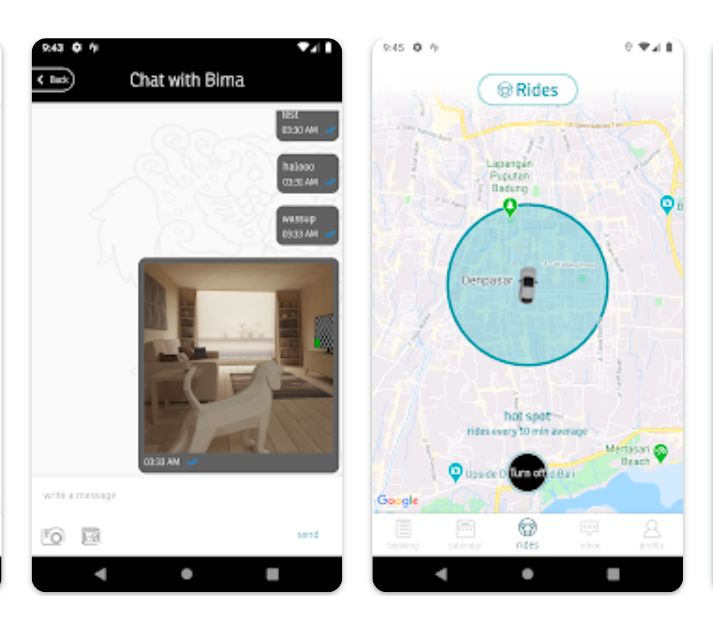 9:43
Back
Chat with Bima
test
03:30 AM
halooo
03:31 AM
wassup
03:33 AM
03:33 AM
write a message
send
9:45
Rides
Lapangan
Puputan
Badung
B
Denpasar
hot spot
rides every 10 min average
Mertasari
Beach
Upside D
Turn off
d Bali
Google
booking
calendar
rides
inbox
profile